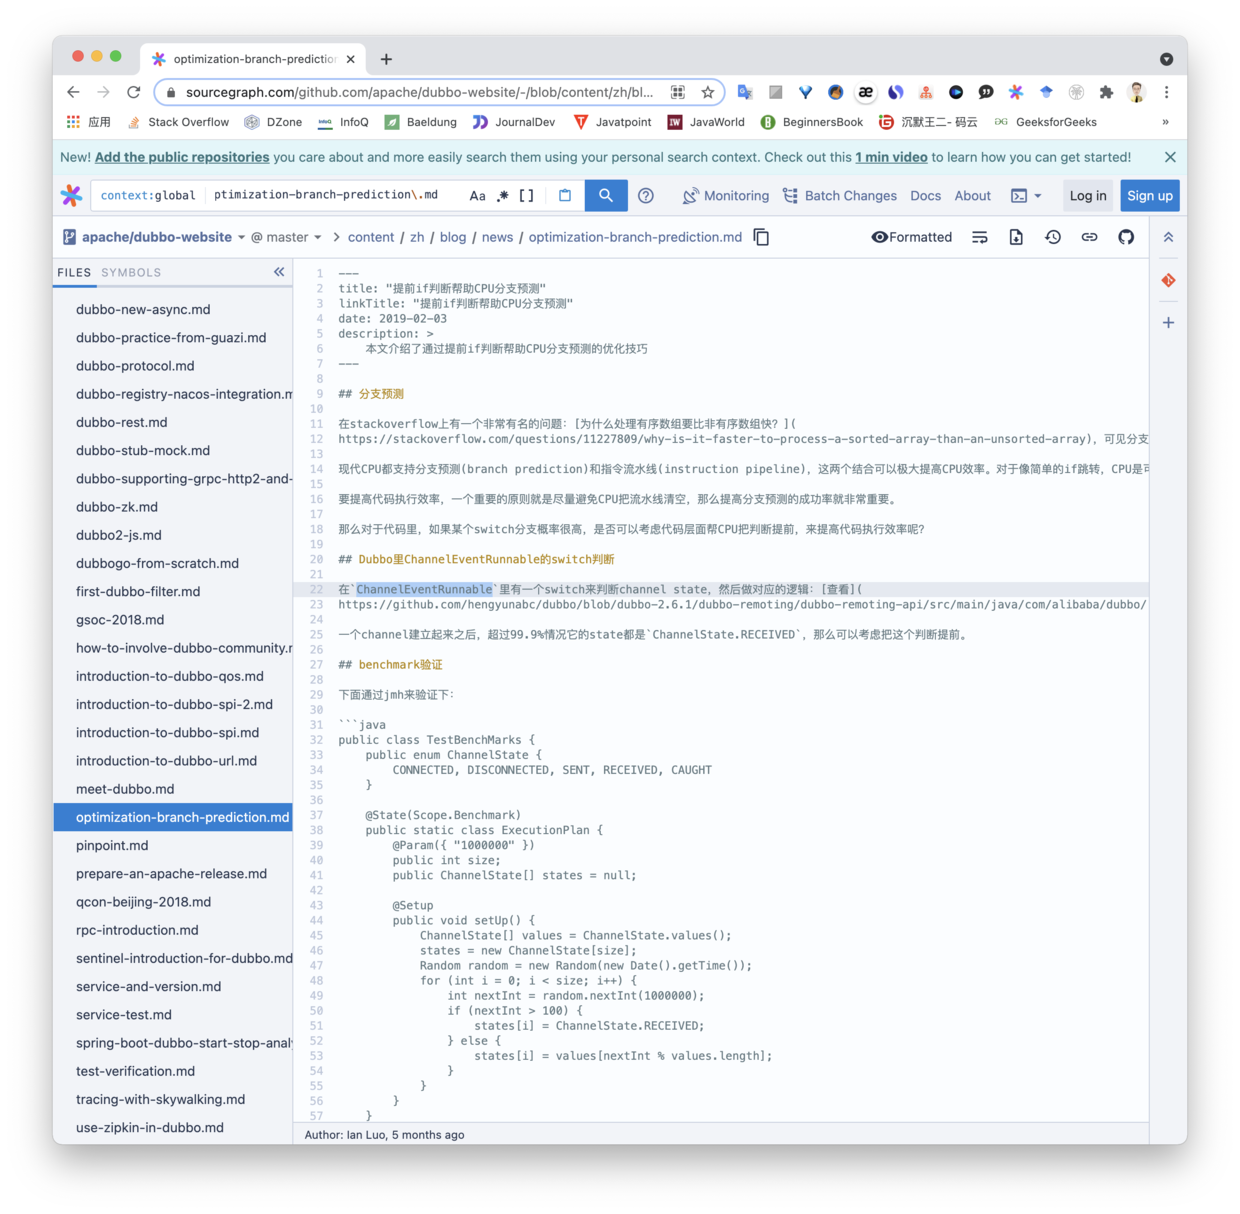 optimization-branch-prediction
sourcegraph.com/github.com/apache/dubbo-website/-/blob/content/zh/bl...
应用 Stack Overflow DZone InfoQ Baeldung JournalDev Javatpoint JavaWorld BeginnersBook 沉默王二- 码云 GeeksforGeeks »
New! Add the public repositories you care about and more easily search them using your personal search context. Check out this 1 min video to learn how you can get started!
context:global ptimization-branch-prediction\.md Aa .* [ ] Monitoring Batch Changes Docs About Log in Sign up
apache/dubbo-website @ master > content / zh / blog / news / optimization-branch-prediction.md Formatted
FILES SYMBOLS
dubbo-new-async.md
dubbo-practice-from-guazi.md
dubbo-protocol.md
dubbo-registry-nacos-integration.m
dubbo-rest.md
dubbo-stub-mock.md
dubbo-supporting-grpc-http2-and-
dubbo-zk.md
dubbo2-js.md
dubbogo-from-scratch.md
first-dubbo-filter.md
gsoc-2018.md
how-to-involve-dubbo-community.r
introduction-to-dubbo-qos.md
introduction-to-dubbo-spi-2.md
introduction-to-dubbo-spi.md
introduction-to-dubbo-url.md
meet-dubbo.md
optimization-branch-prediction.md
pinpoint.md
prepare-an-apache-release.md
qcon-beijing-2018.md
rpc-introduction.md
sentinel-introduction-for-dubbo.md
service-and-version.md
service-test.md
spring-boot-dubbo-start-stop-anal
test-verification.md
tracing-with-skywalking.md
use-zipkin-in-dubbo.md
1 ---
2 title: "提前if判断帮助CPU分支预测"
3 linkTitle: "提前if判断帮助CPU分支预测"
4 date: 2019-02-03
5 description: >
6 本文介绍了通过提前if判断帮助CPU分支预测的优化技巧
7 ---
8
9 ## 分支预测
10
11 在stackoverflow上有一个非常有名的问题：[为什么处理有序数组要比非有序数组快？](
12 https://stackoverflow.com/questions/11227809/why-is-it-faster-to-process-a-sorted-array-than-an-unsorted-array)，可见分支
13
14 现代CPU都支持分支预测(branch prediction)和指令流水线(instruction pipeline)，这两个结合可以极大提高CPU效率。对于像简单的if跳转，CPU是可
15
16 要提高代码执行效率，一个重要的原则就是尽量避免CPU把流水线清空，那么提高分支预测的成功率就非常重要。
17
18 那么对于代码里，如果某个switch分支概率很高，是否可以考虑代码层面帮CPU把判断提前，来提高代码执行效率呢？
19
20 ## Dubbo里ChannelEventRunnable的switch判断
21
22 在`ChannelEventRunnable`里有一个switch来判断channel state，然后做对应的逻辑：[查看](
23 https://github.com/hengyunabc/dubbo/blob/dubbo-2.6.1/dubbo-remoting/dubbo-remoting-api/src/main/java/com/alibaba/dubbo/
24
25 一个channel建立起来之后，超过99.9%情况它的state都是`ChannelState.RECEIVED`，那么可以考虑把这个判断提前。
26
27 ## benchmark验证
28
29 下面通过jmh来验证下：
30
31 ```java
32 public class TestBenchMarks {
33 public enum ChannelState {
34 CONNECTED, DISCONNECTED, SENT, RECEIVED, CAUGHT
35 }
36
37 @State(Scope.Benchmark)
38 public static class ExecutionPlan {
39 @Param({ "1000000" })
40 public int size;
41 public ChannelState[] states = null;
42
43 @Setup
44 public void setUp() {
45 ChannelState[] values = ChannelState.values();
46 states = new ChannelState[size];
47 Random random = new Random(new Date().getTime());
48 for (int i = 0; i < size; i++) {
49 int nextInt = random.nextInt(1000000);
50 if (nextInt > 100) {
51 states[i] = ChannelState.RECEIVED;
52 } else {
53 states[i] = values[nextInt % values.length];
54 }
55 }
56 }
57 }
Author: Ian Luo, 5 months ago